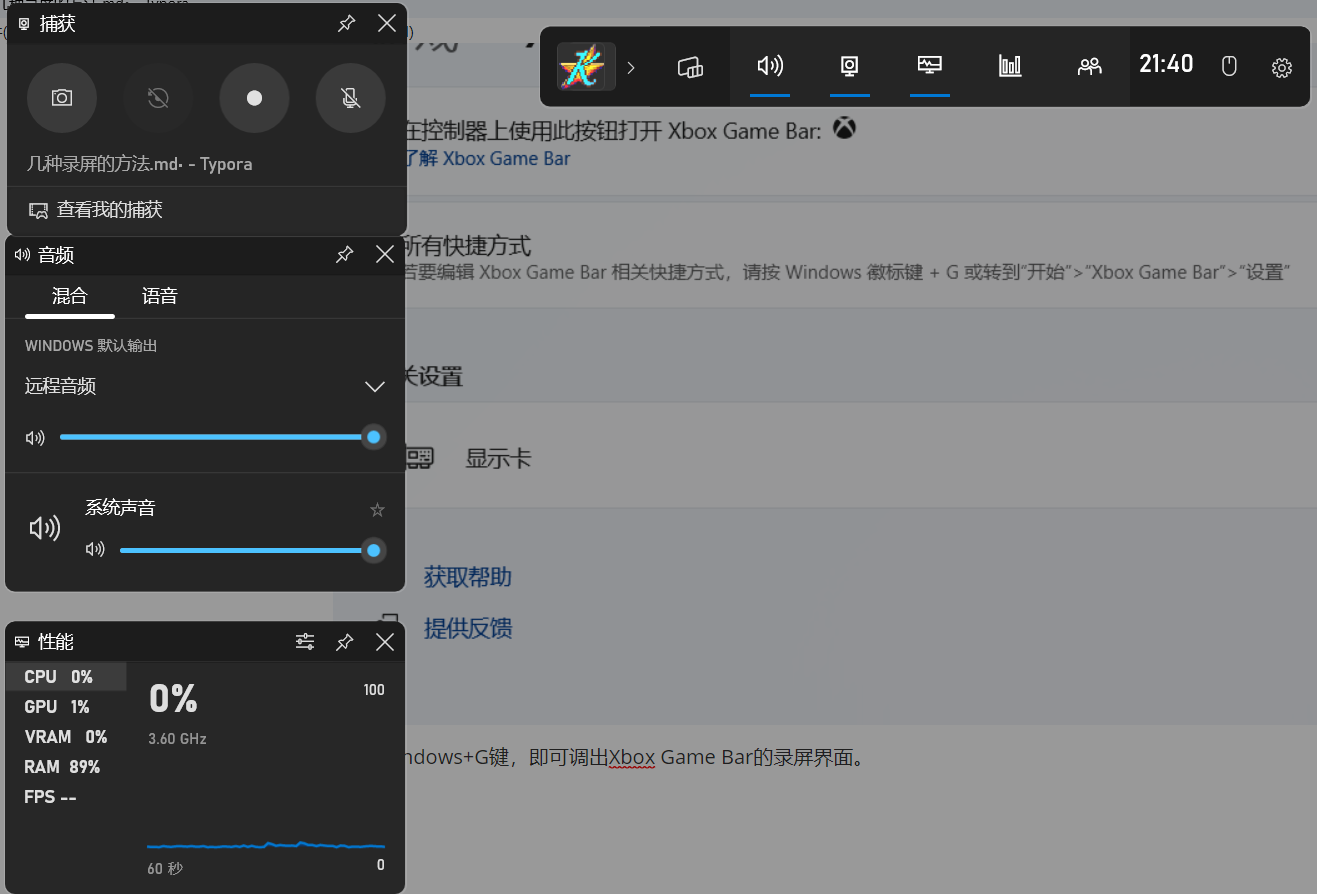 捕获
几种录屏的方法.md• - Typora
查看我的捕获
音频
混合 语音
WINDOWS 默认输出
远程音频
系统声音
性能
CPU 0%
GPU 1%
VRAM 0%
RAM 89%
FPS --
0%
3.60 GHz
100
60 秒
0
21:40
在控制器上使用此按钮打开 Xbox Game Bar:
了解 Xbox Game Bar
所有快捷方式
若要编辑 Xbox Game Bar 相关快捷方式，请按 Windows 徽标键 + G 或转到“开始”>“Xbox Game Bar”>“设置”
关设置
显示卡
获取帮助
提供反馈
ndows+G键，即可调出Xbox Game Bar的录屏界面。